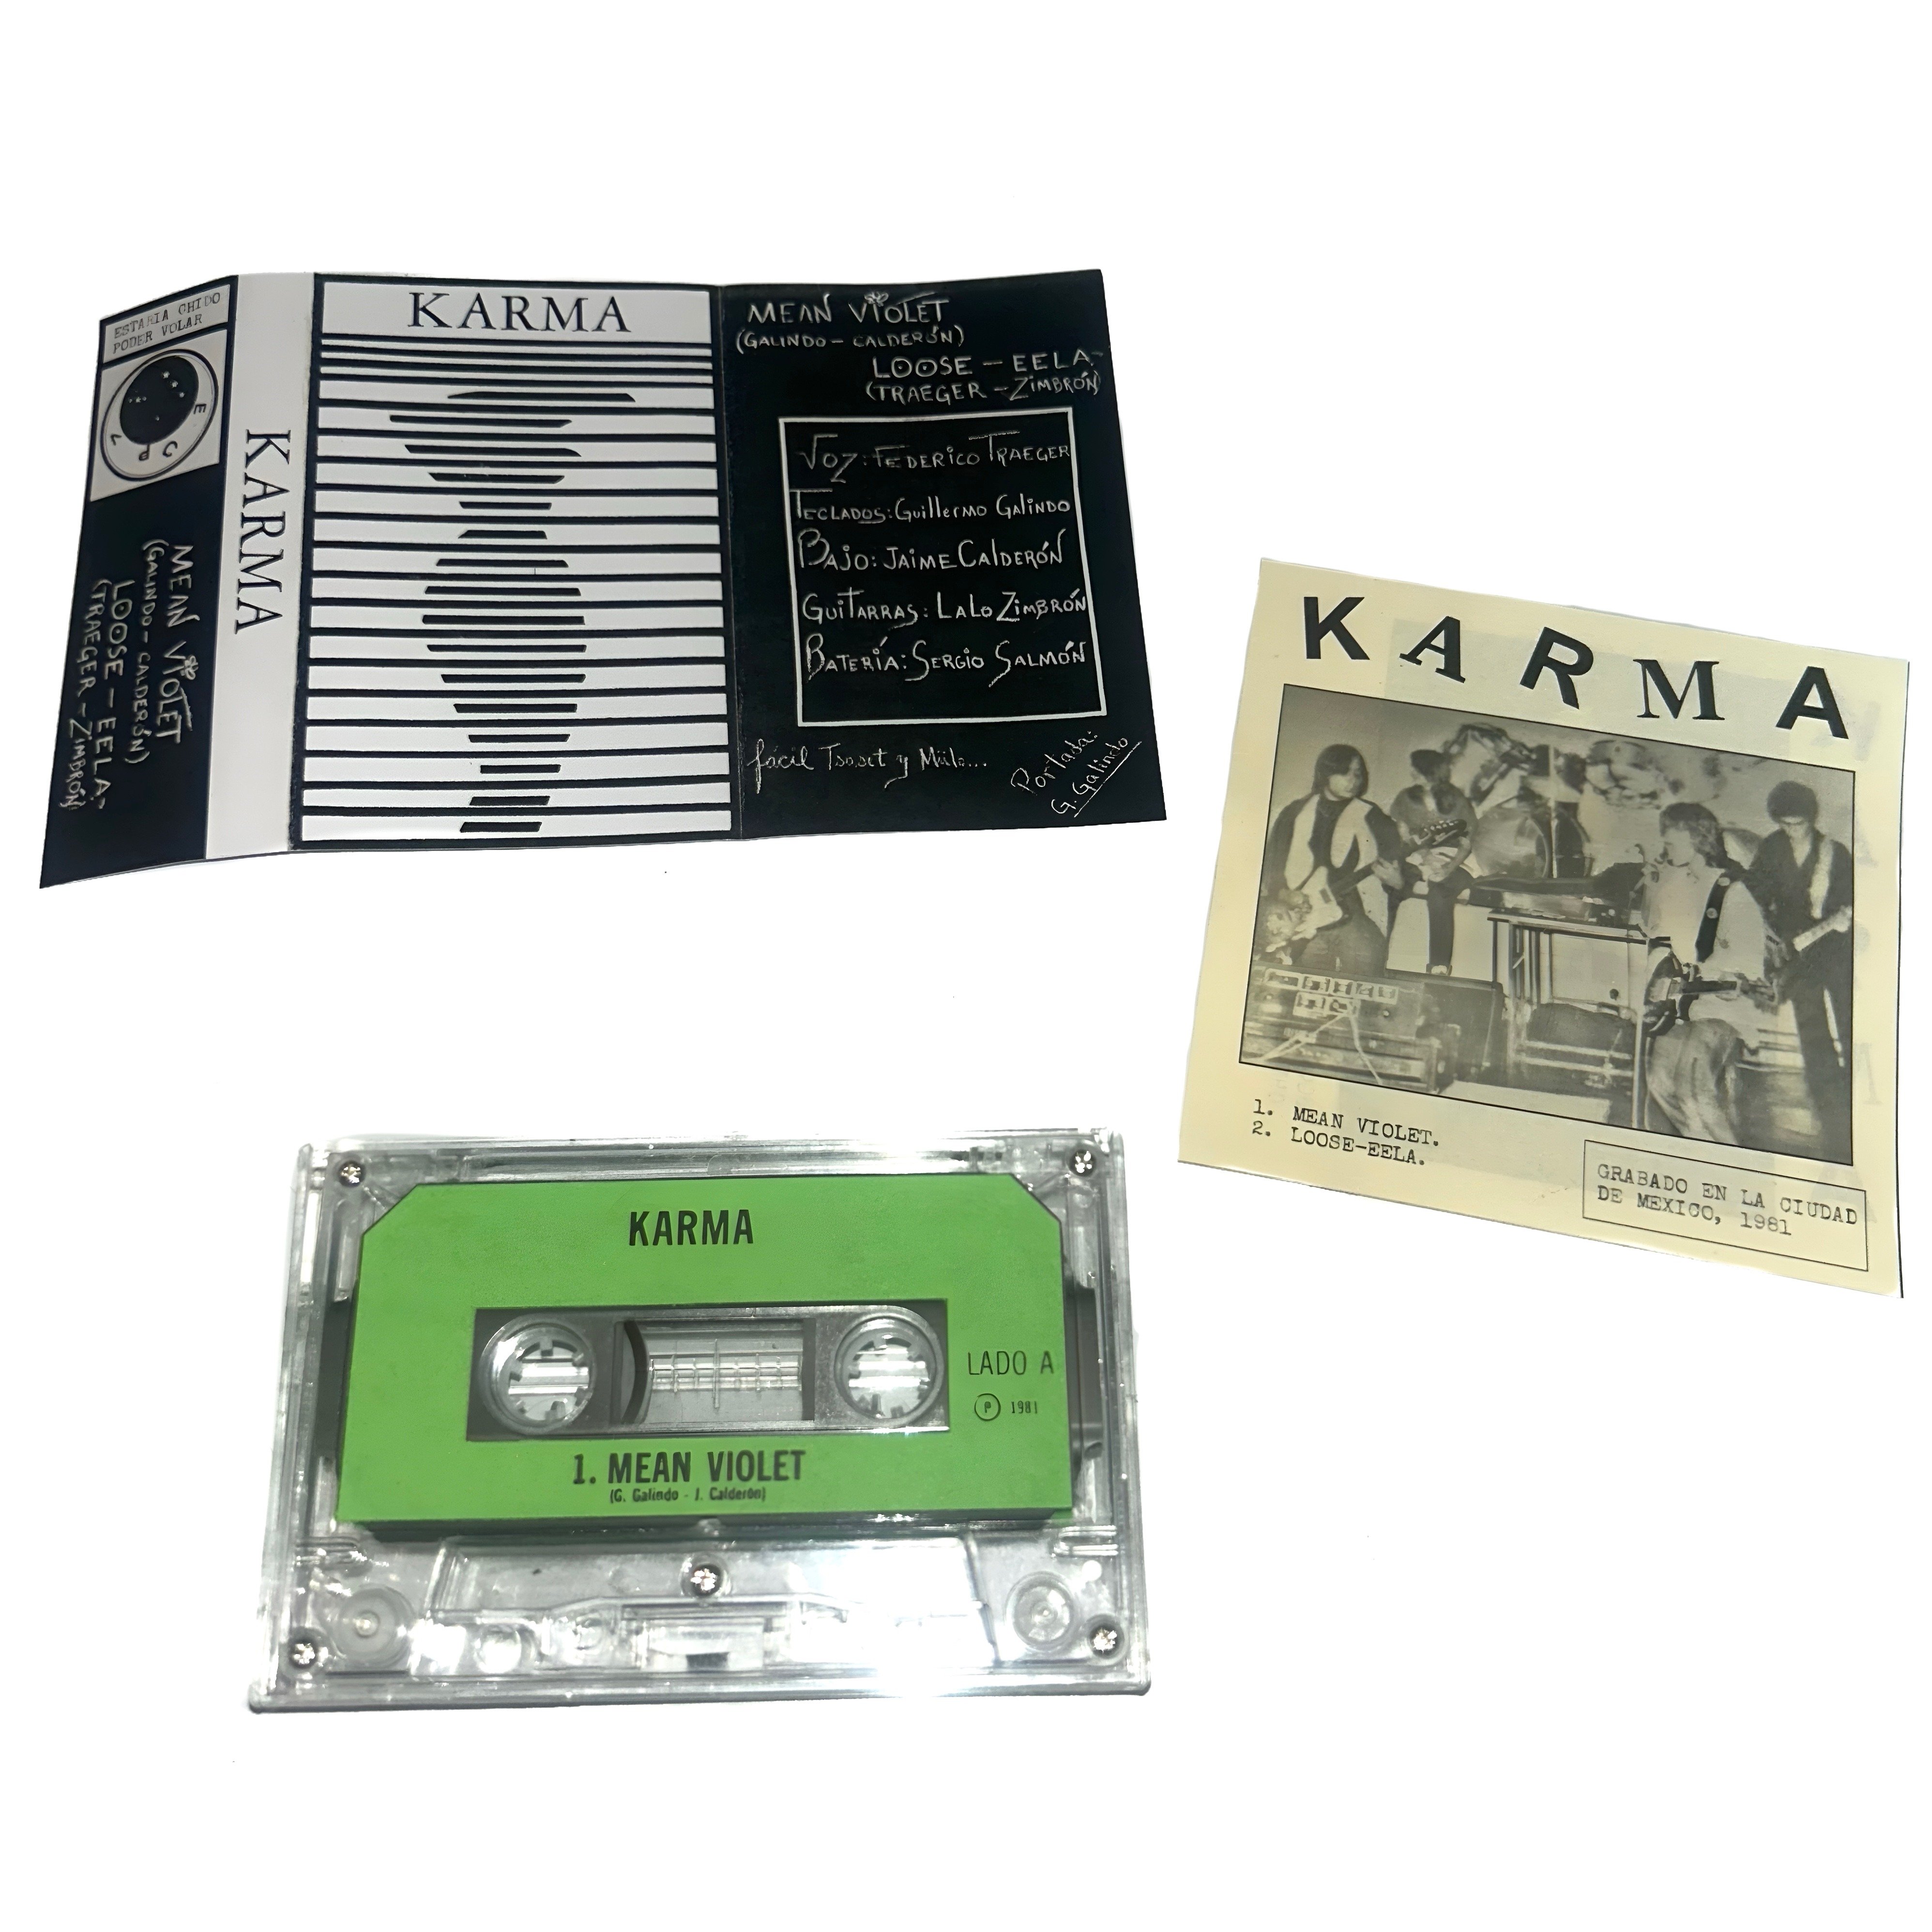 ESTARIA CHIDO
PODER VOLAR
E
U
P
L
MEAN VIOLET
(GALINDO - CALDERÓN)
LOOSE - EELA.-
(TRAEGER - ZIMBRÓN)
KARMA
KARMA
MEAN VIOLET
(GALINDO - CALDERÓN)
LOOSE - EELA.-
(TRAEGER - ZIMBRÓN)
VOZ: FEDERICO TRAEGER
TECLADOS: GUILLERMO GALINDO
BAJO: JAIME CALDERÓN
GUITARRAS: LALO ZIMBRÓN
BATERÍA: SERGIO SALMÓN
fácil y
Portada:
G. Galindo
KARMA
1. MEAN VIOLET.
2. LOOSE-EELA.
GRABADO EN LA CIUDAD
DE MEXICO, 1981
KARMA
LADO A
Ⓟ 1981
1. MEAN VIOLET
(G. Galindo - J. Calderón)